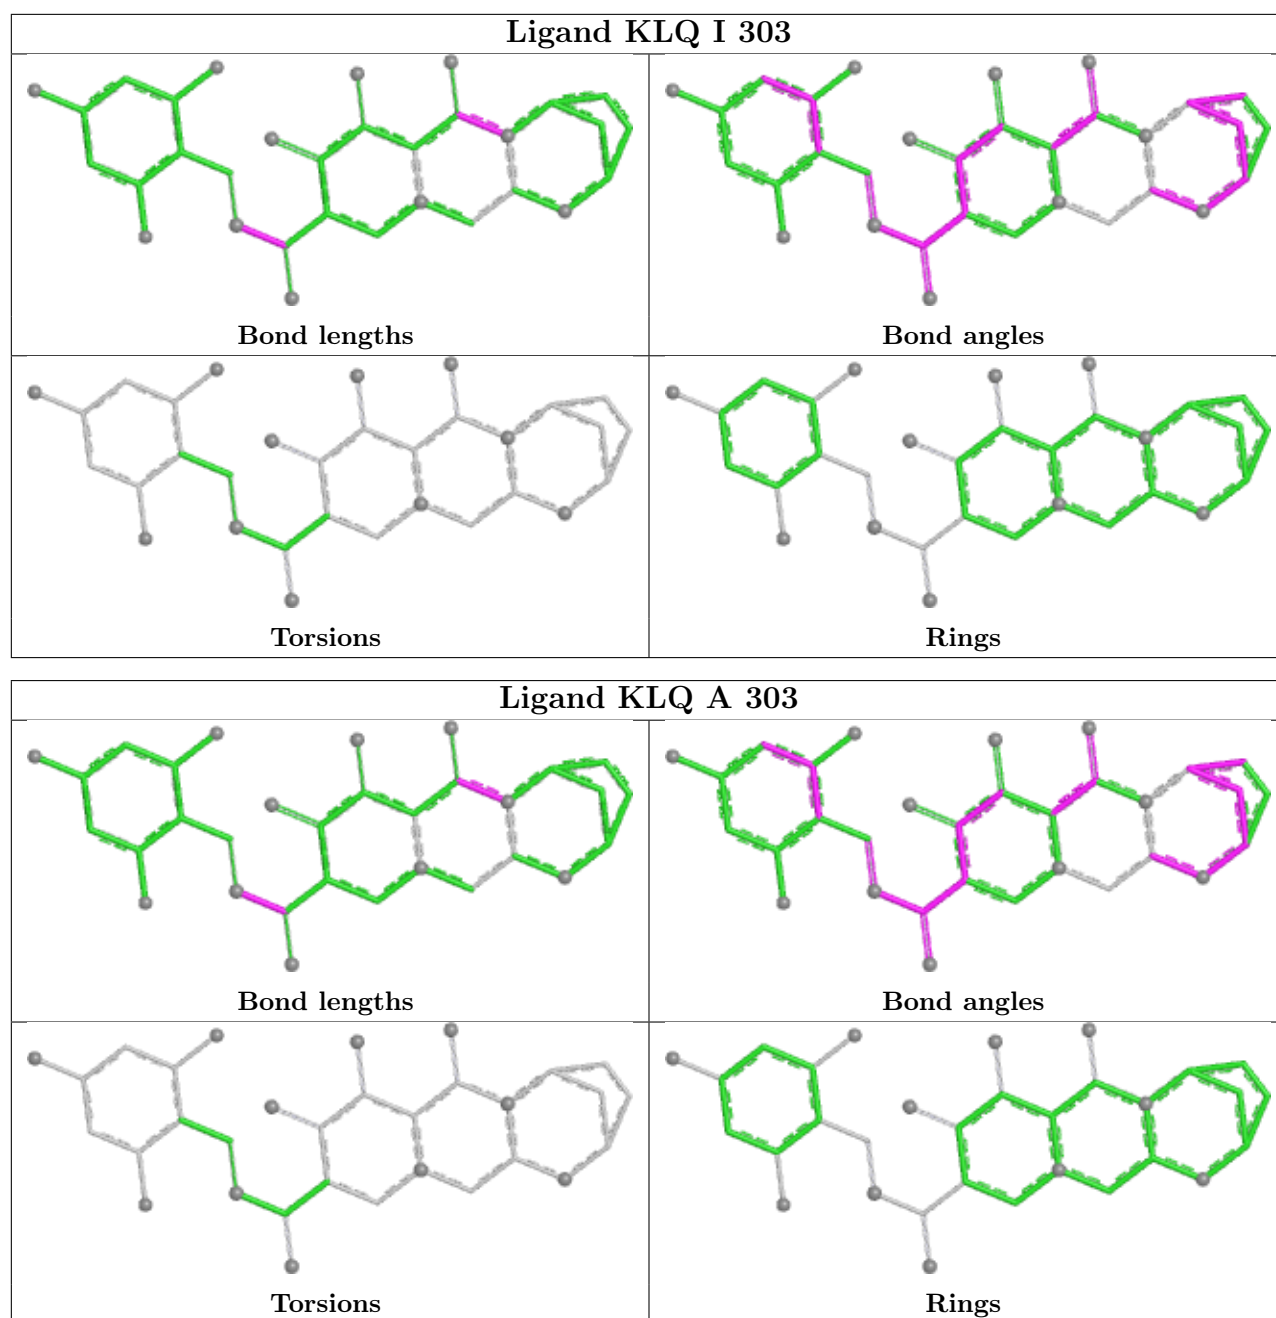 Ligand KLQ I 303
Bond lengths
Bond angles
Torsions
Rings
Ligand KLQ A 303
Bond lengths
Bond angles
Torsions
Rings